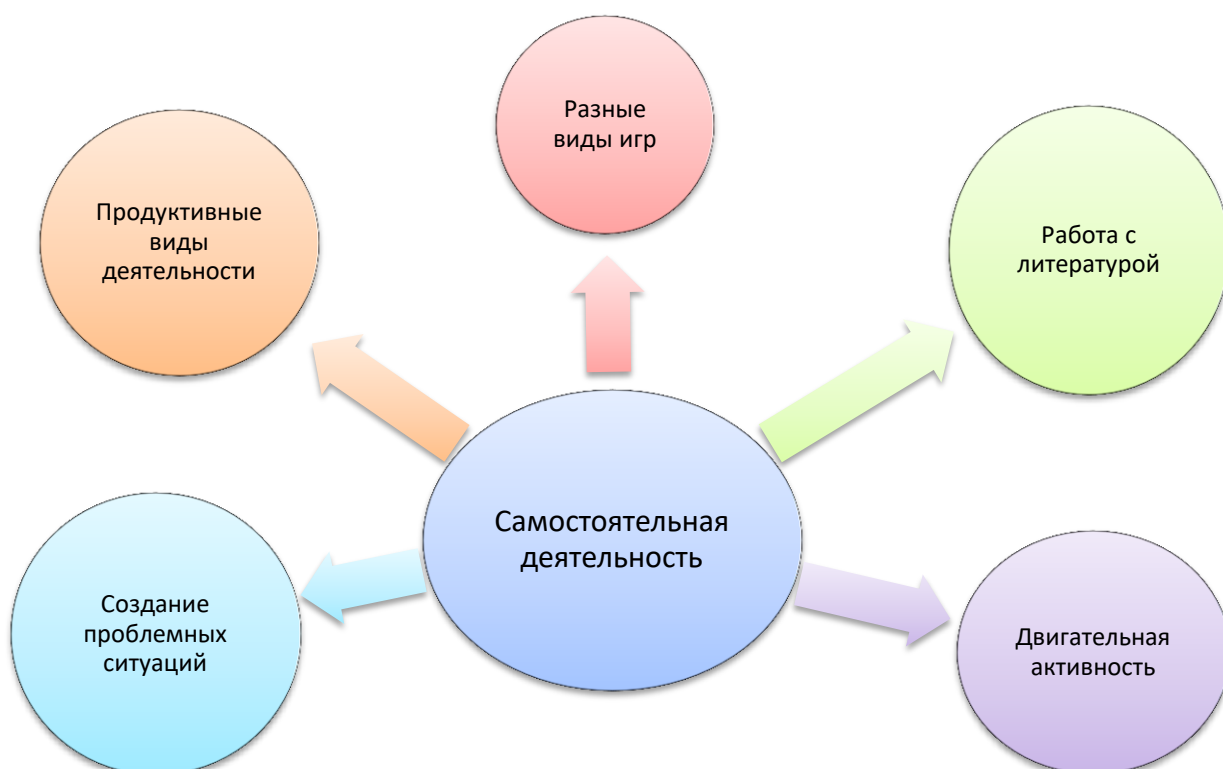 Разные
виды игр
Продуктивные
виды
деятельности
Работа с
литературой
Самостоятельная
деятельность
Создание
проблемных
ситуаций
Двигательная
активность